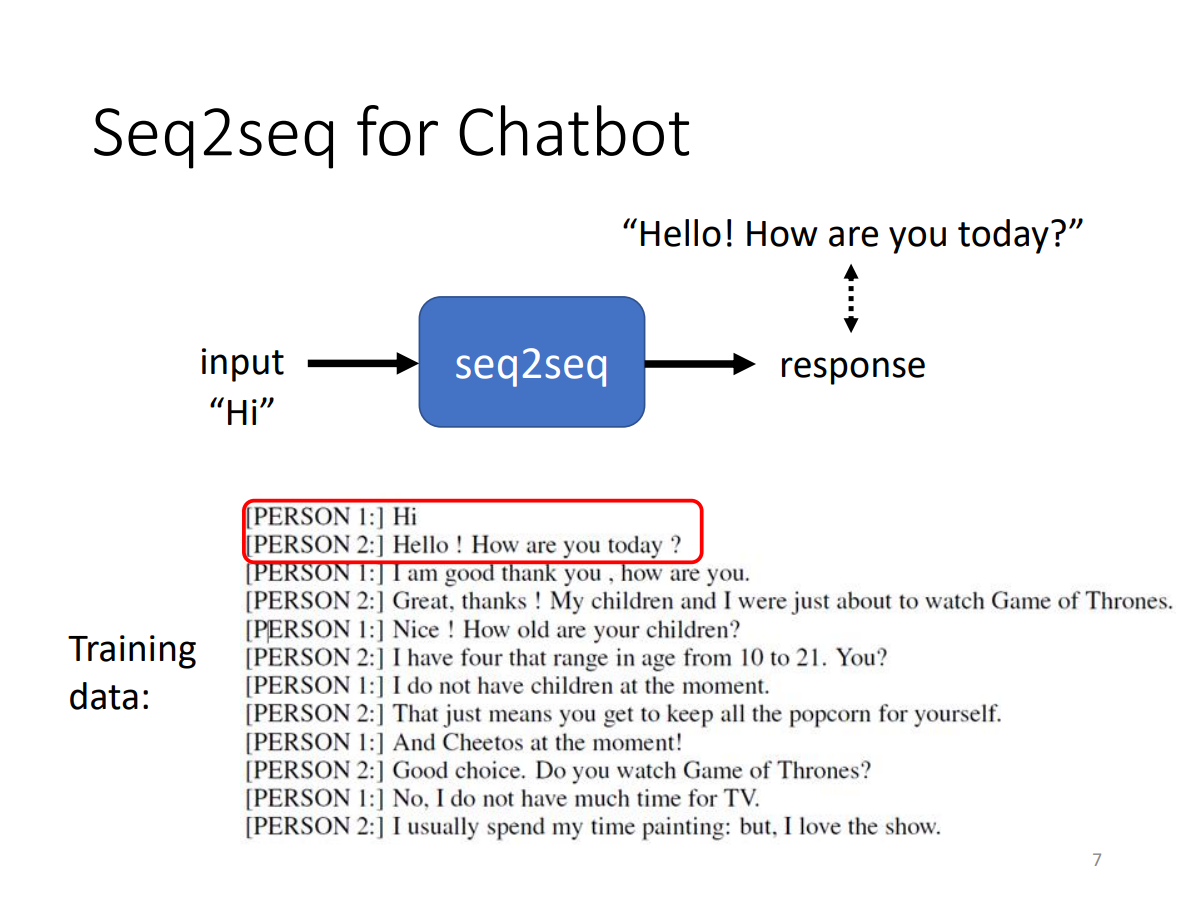 Seq2seq for Chatbot
“Hello! How are you today?”
input
“Hi”
seq2seq
response
Training
data:
[PERSON 1:] Hi
[PERSON 2:] Hello ! How are you today ?
[PERSON 1:] I am good thank you , how are you.
[PERSON 2:] Great, thanks ! My children and I were just about to watch Game of Thrones.
[PERSON 1:] Nice ! How old are your children?
[PERSON 2:] I have four that range in age from 10 to 21. You?
[PERSON 1:] I do not have children at the moment.
[PERSON 2:] That just means you get to keep all the popcorn for yourself.
[PERSON 1:] And Cheetos at the moment!
[PERSON 2:] Good choice. Do you watch Game of Thrones?
[PERSON 1:] No, I do not have much time for TV.
[PERSON 2:] I usually spend my time painting: but, I love the show.
7